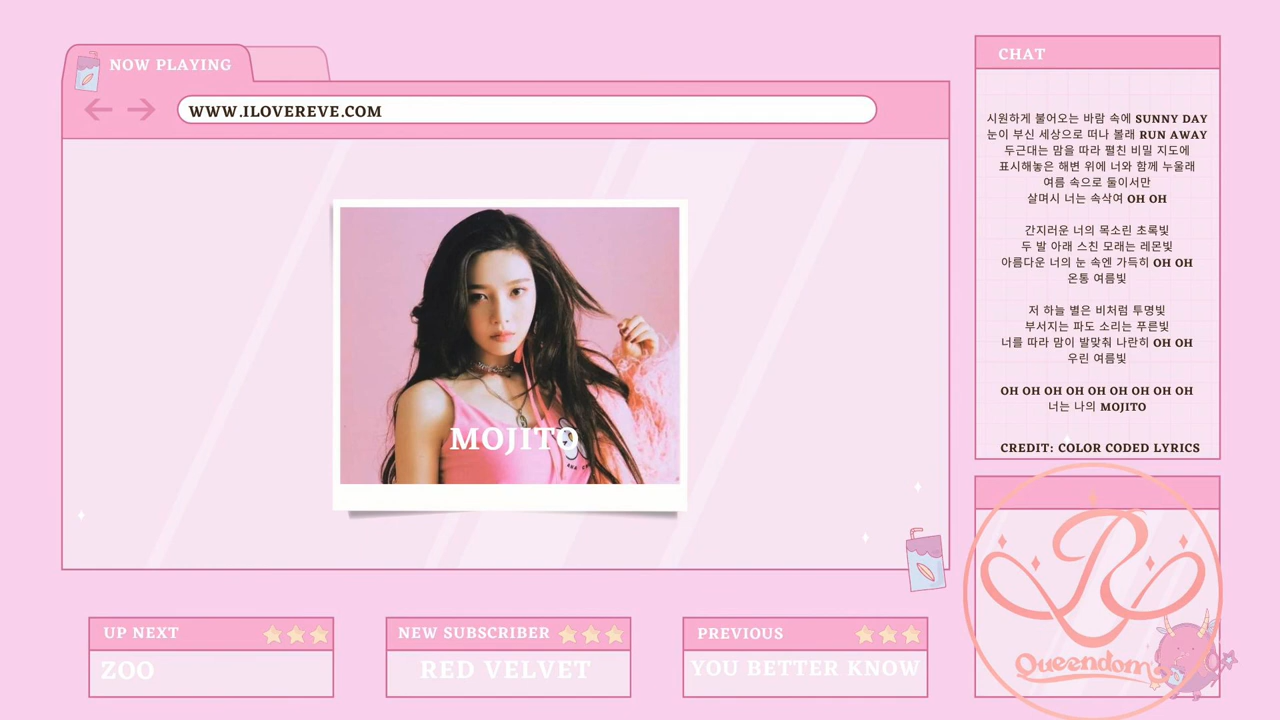 NOW PLAYING
WWW.ILOVEREVE.COM
MOJITO
CHAT
시원하게 불어오는 바람 속에 SUNNY DAY
눈이 부신 세상으로 떠나 볼래 RUN AWAY
두근대는 맘을 따라 펼친 비밀 지도에
표시해놓은 해변 위에 너와 함께 누울래
여름 속으로 둘이서만
살며시 너는 속삭여 OH OH
간지러운 너의 목소린 초록빛
두 발 아래 스친 모래는 레몬빛
아름다운 너의 눈 속엔 가득히 OH OH
온통 여름빛
저 하늘 별은 비처럼 투명빛
부서지는 파도 소리는 푸른빛
너를 따라 맘이 발맞춰 나란히 OH OH
우린 여름빛
OH OH OH OH OH OH OH OH OH
너는 나의 MOJITO
CREDIT: COLOR CODED LYRICS
UP NEXT
ZOO
NEW SUBSCRIBER
RED VELVET
PREVIOUS
YOU BETTER KNOW
R
Queendom